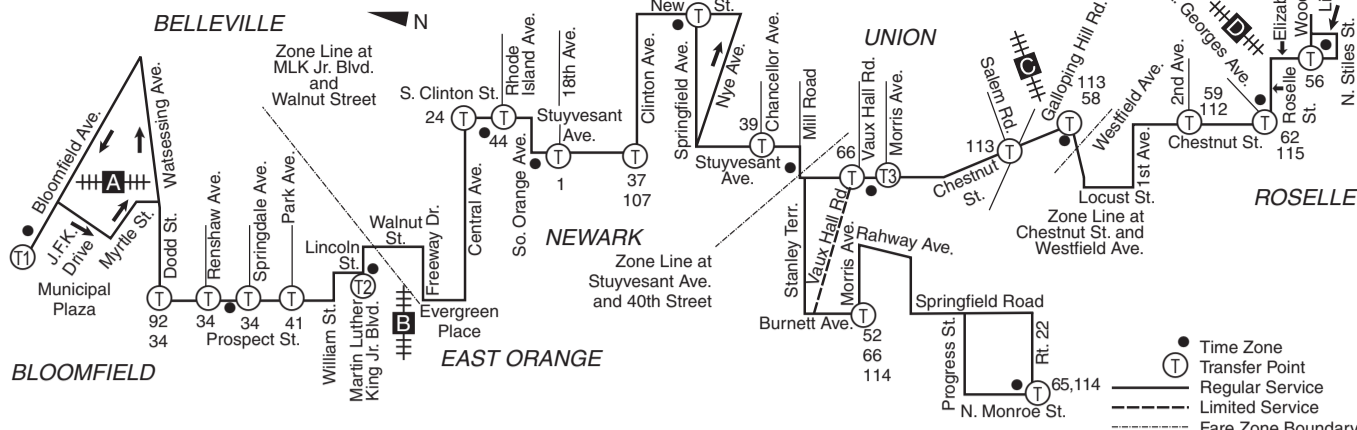 BELLEVILLE
N
Zone Line at
MLK Jr. Blvd.
and
Walnut Street
Bloomfield Ave.
Watsessing Ave.
A
J.F.K.
Drive
Myrtle St.
T1
Municipal
Plaza
BLOOMFIELD
Dodd St.
T
92
34
Renshaw Ave.
T
34
Springdale Ave.
T
34
Park Ave.
T
41
Prospect St.
William St.
Lincoln
St.
T2
Martin Luther
King Jr. Blvd.
Walnut
St.
B
Freeway Dr.
Evergreen
Place
EAST ORANGE
Central Ave.
S. Clinton St.
24
T
Rhode
Island Ave.
T
44
So. Orange Ave.
18th Ave.
Stuyvesant
Ave.
T
1
Clinton Ave.
T
37
107
NEWARK
New
T
St.
Springfield Ave.
Nye Ave.
Chancellor Ave.
39
T
Stuyvesant
Ave.
Mill Road
Zone Line at
Stuyvesant Ave.
and 40th Street
UNION
66
T
Vaux Hall Rd.
T3
Morris Ave.
Stanley Terr.
Vaux Hall Rd.
Morris Ave.
Burnett Ave.
T
52
66
114
Rahway Ave.
Springfield Road
Progress St.
Rt. 22
N. Monroe St.
T
65,114
Chestnut
St.
Salem Rd.
113
T
C
Galloping Hill Rd.
113
58
T
Westfield Ave.
Locust St.
Zone Line at
Chestnut St. and
Westfield Ave.
1st Ave.
2nd Ave.
59
112
T
Chestnut St.
Georges Ave.
D
T
62
115
Roselle
St.
T
56
N. Stiles St.
ROSELLE
Time Zone
T
Transfer Point
Regular Service
Limited Service
Fare Zone Boundary